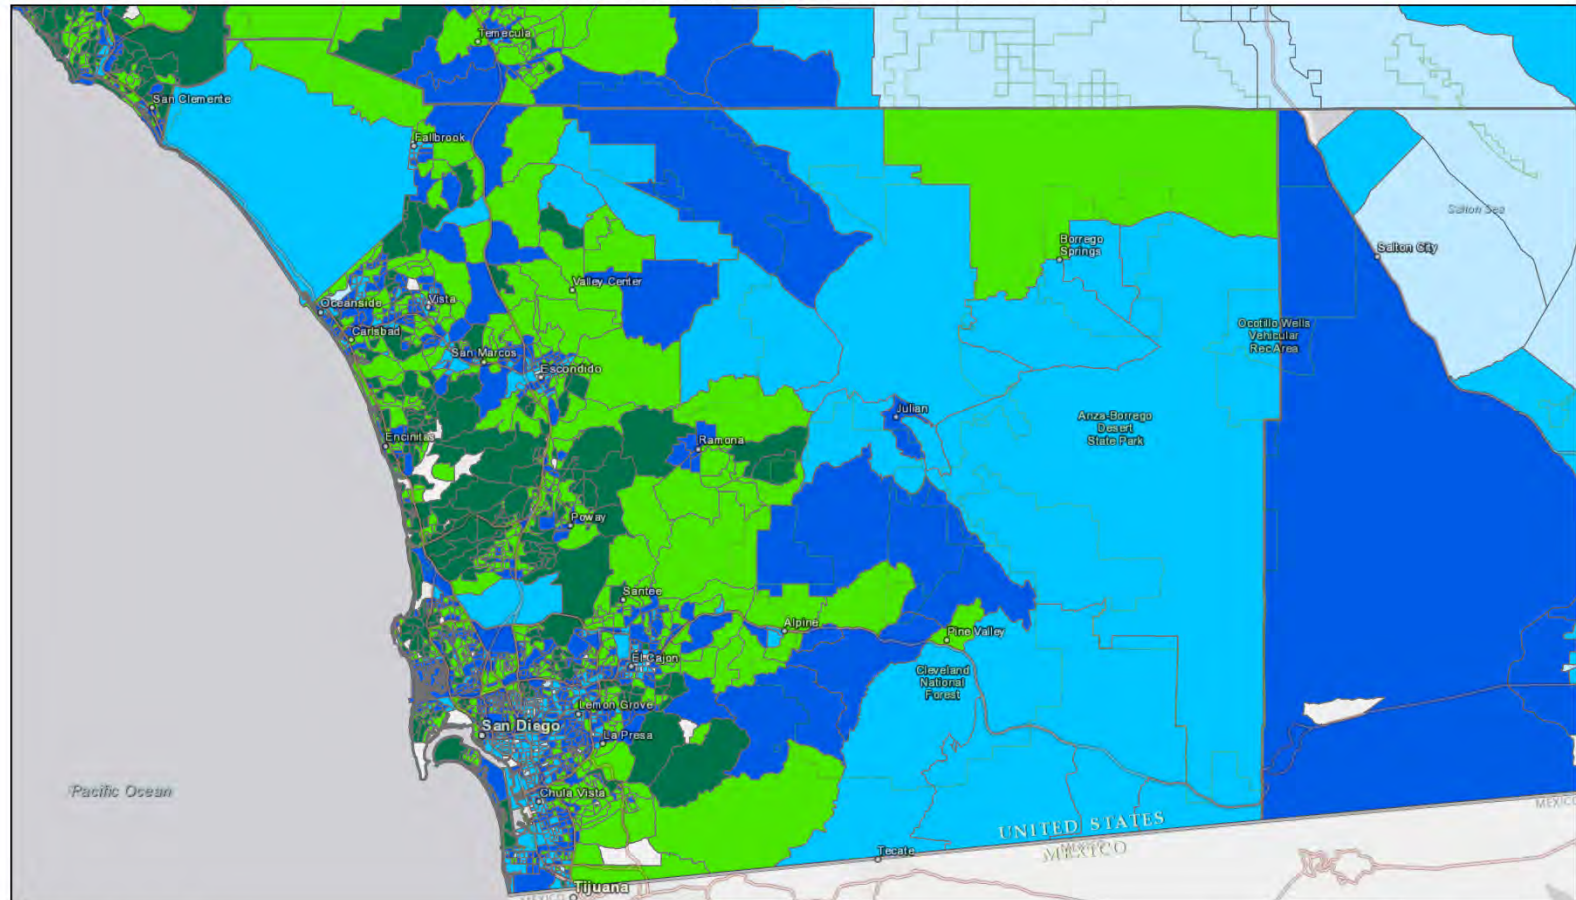 Temecula
San Clemente
Fallbrook
Salton Sea
Borrego
Springs
Salton City
Valley Center
Oceanside
Vista
Carlsbad
Ocotillo Wells
Vehicular
Rec Area
San Marcos
Escondido
Julian
Anza-Borrego
Desert
State Park
Encinitas
Ramona
Poway
Santee
Alpine
Pine Valley
El Cajon
Cleveland
National
Forest
Lemon Grove
San Diego
La Presa
Pacific Ocean
Chula Vista
UNITED STATES
MEXICO
MEXICO
Tecate
Tijuana
MEXICO